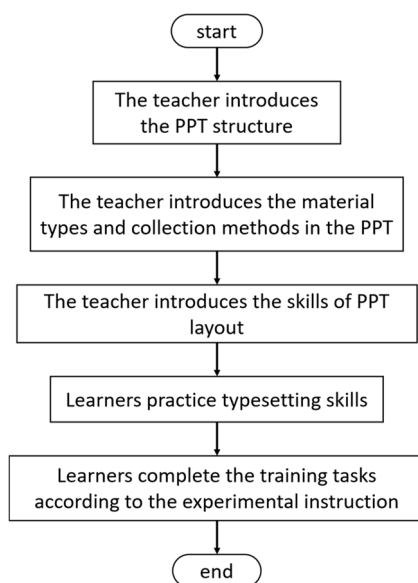 start
The teacher introduces
the PPT structure
The teacher introduces the material
types and collection methods in the PPT
The teacher introduces the skills of PPT
layout
Learners practice typesetting skills
Learners complete the training tasks
according to the experimental instruction
end